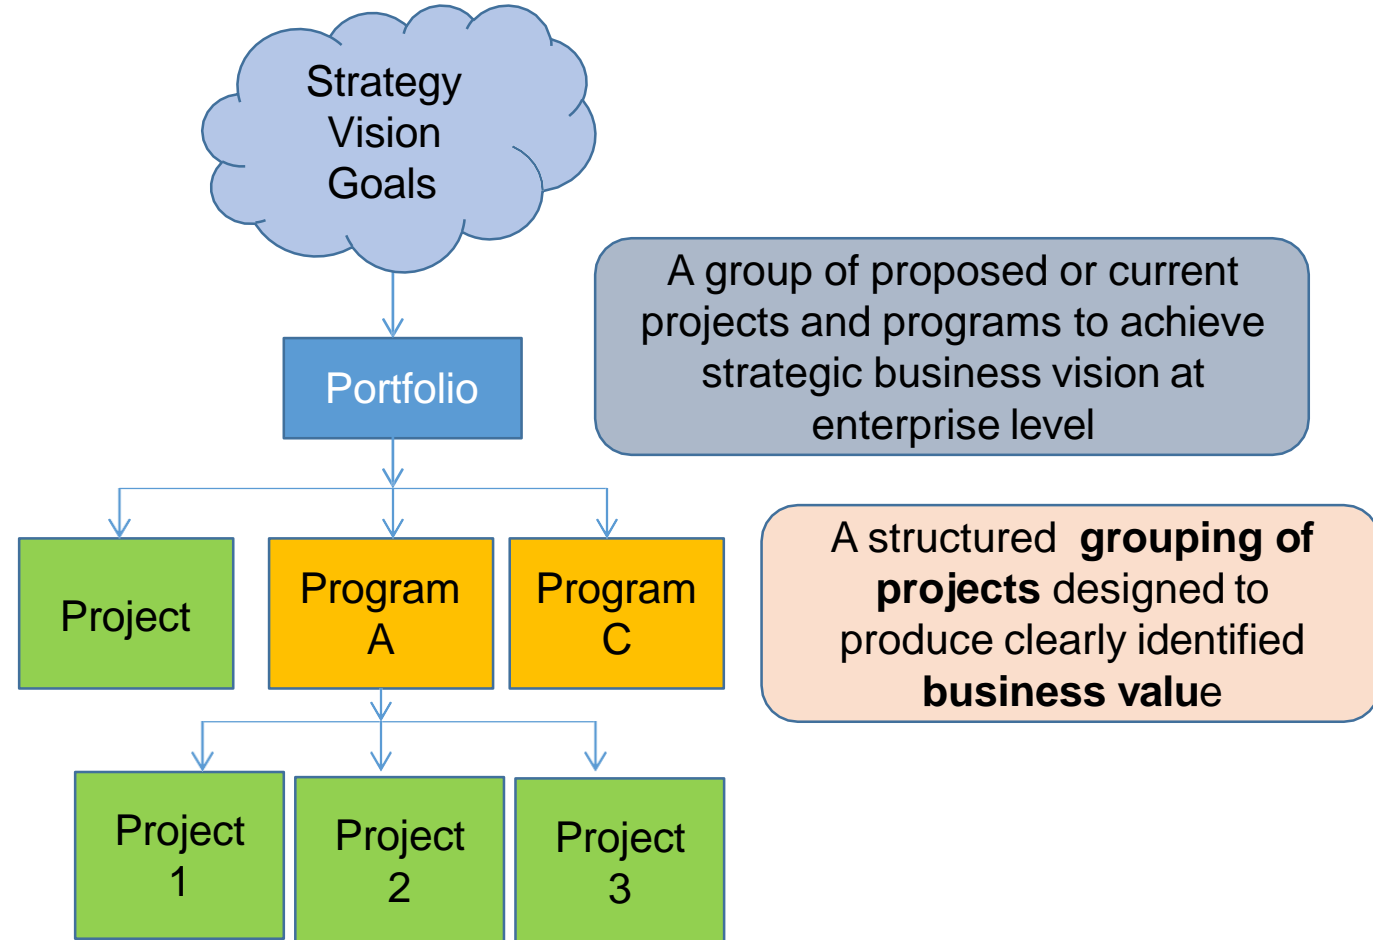 Strategy
Vision
Goals
A group of proposed or current
projects and programs to achieve
strategic business vision at
enterprise level
Portfolio
A structured grouping of
projects designed to
produce clearly identified
business value
Project
Program
A
Program
C
Project
1
Project
2
Project
3